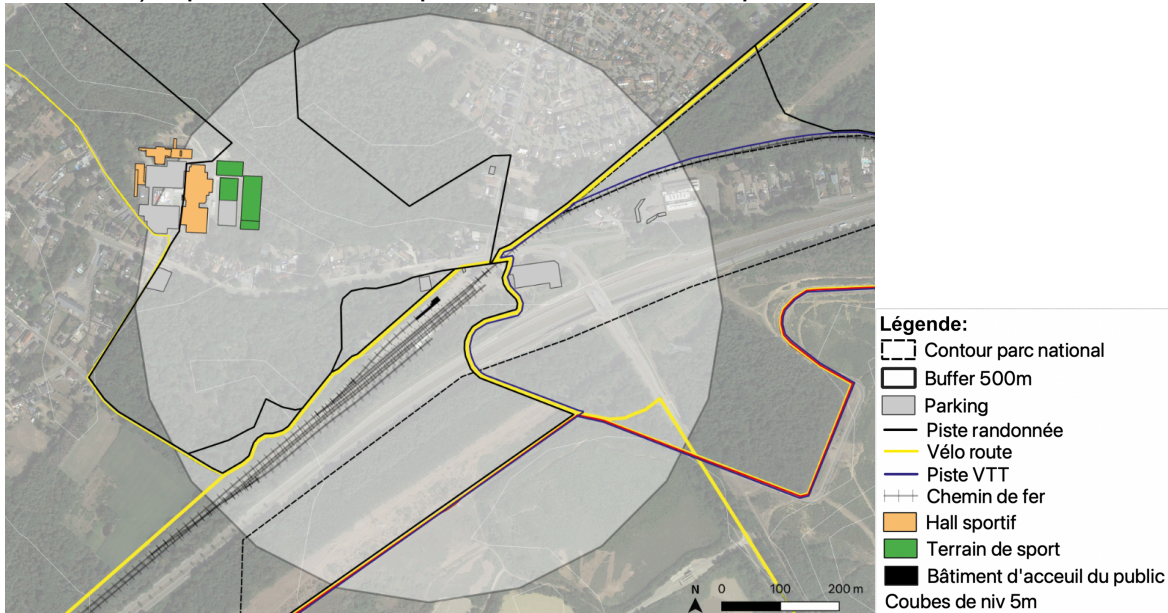 N 0 100 200 m
Légende:
Contour parc national
Buffer 500m
Parking
Piste randonnée
Vélo route
Piste VTT
Chemin de fer
Hall sportif
Terrain de sport
Bâtiment d'acceuil du public
Coubes de niv 5m